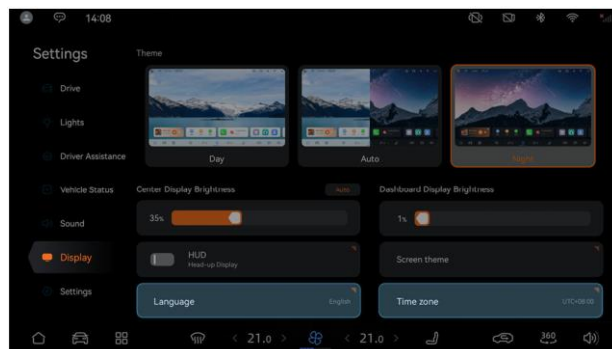 14:08
Settings
Theme
Drive
Lights
Driver Assistance
Vehicle Status
Sound
Display
Settings
Day
Auto
Night
Center Display Brightness
Auto
Dashboard Display Brightness
35%
1%
HUD
Head-up Display
Screen theme
Language
English
Time zone
UTC+08:00
21.0
21.0
360